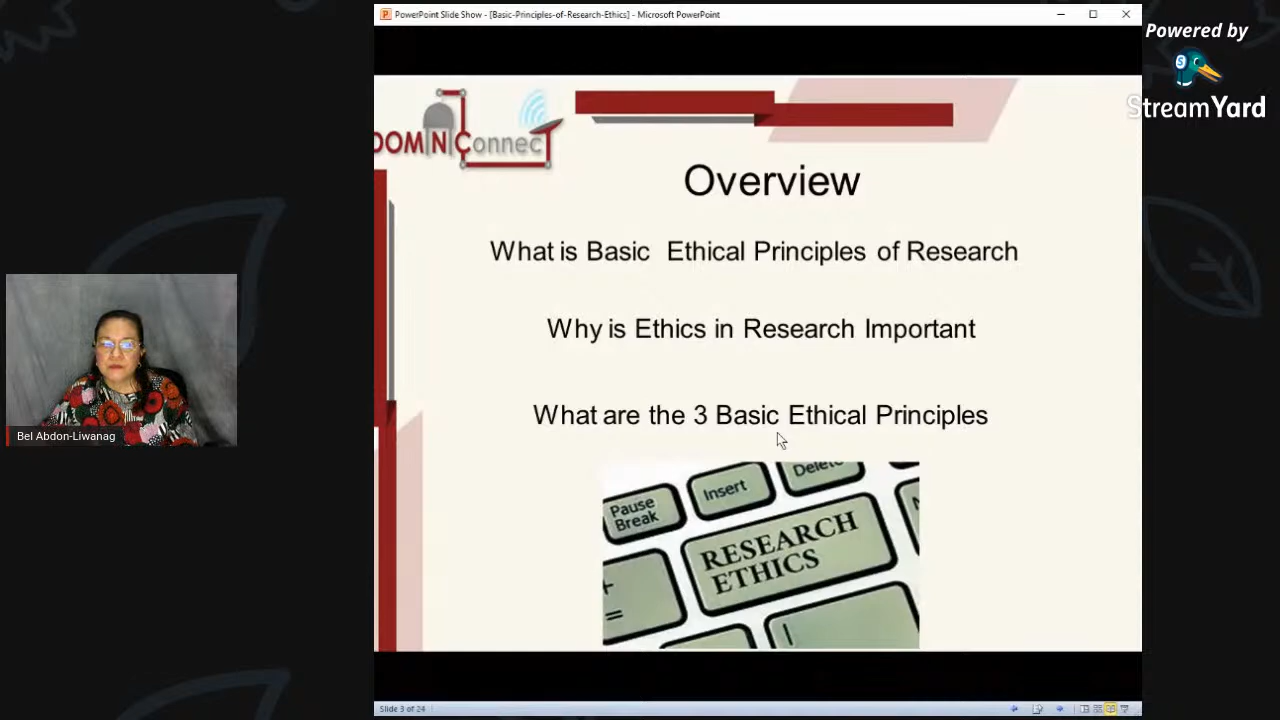 PowerPoint Slide Show - [Basic-Principles-of-Research-Ethics] - Microsoft PowerPoint
Powered by
StreamYard
DOMINConnecT
Overview
What is Basic Ethical Principles of Research
Why is Ethics in Research Important
What are the 3 Basic Ethical Principles
Pause
Break
Insert
Delete
RESEARCH
ETHICS
+
=
Bel Abdon-Liwanag
Slide 3 of 24